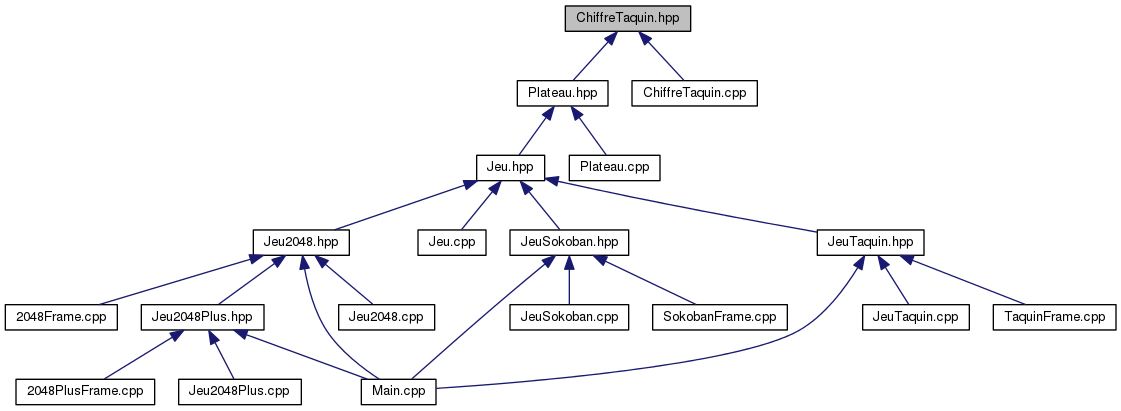 ChiffreTaquin.hpp
Plateau.hpp
ChiffreTaquin.cpp
Jeu.hpp
Plateau.cpp
Jeu2048.hpp
Jeu.cpp
JeuSokoban.hpp
JeuTaquin.hpp
2048Frame.cpp
Jeu2048Plus.hpp
Jeu2048.cpp
JeuSokoban.cpp
SokobanFrame.cpp
JeuTaquin.cpp
TaquinFrame.cpp
2048PlusFrame.cpp
Jeu2048Plus.cpp
Main.cpp